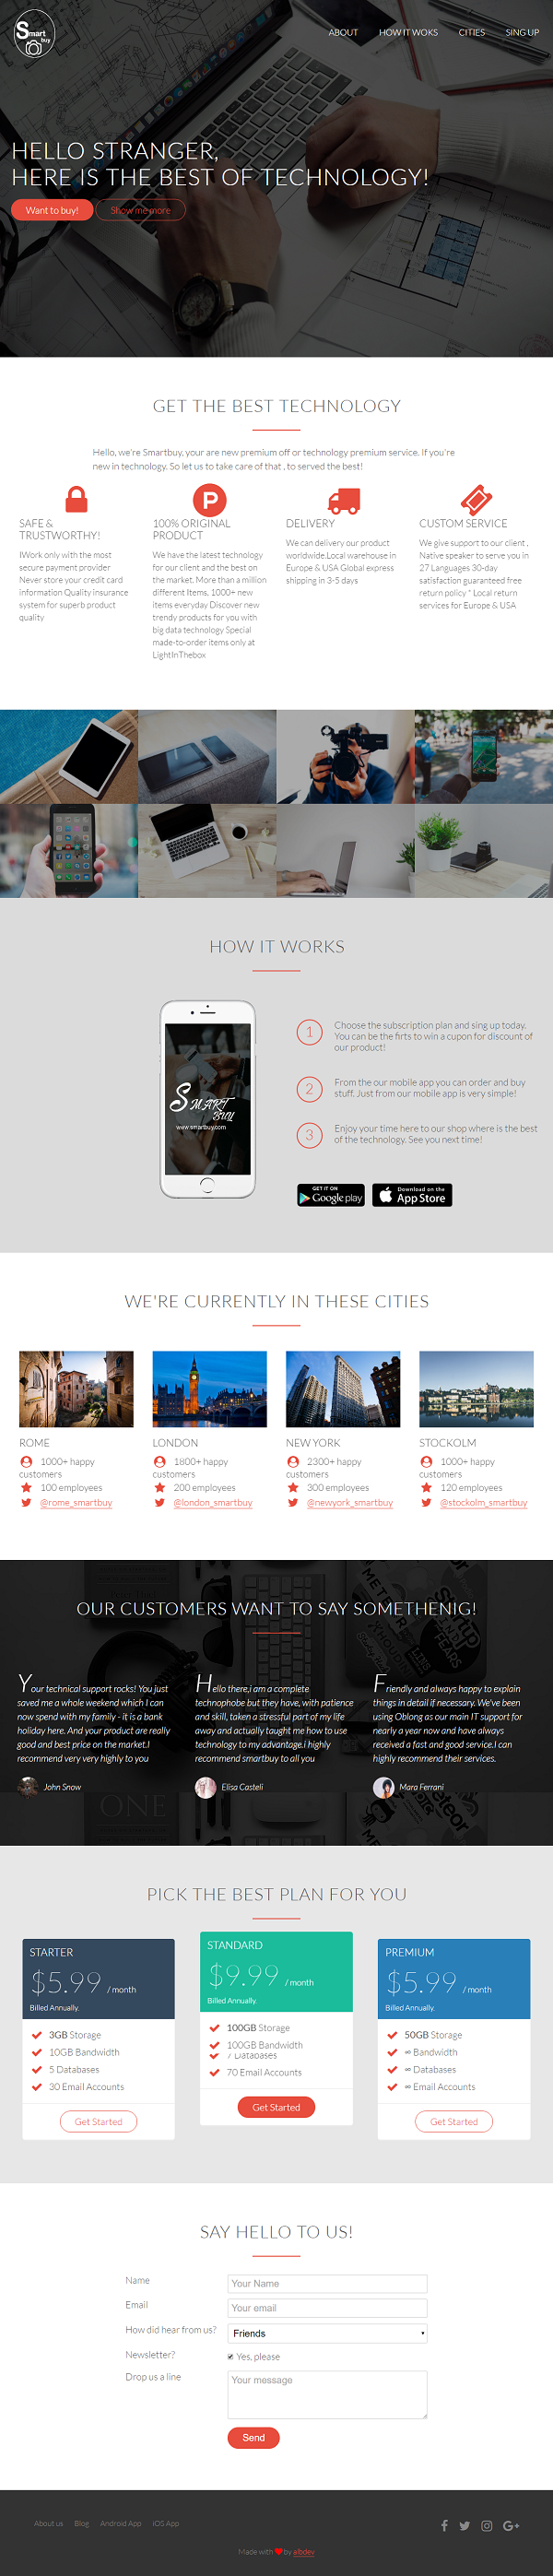 Smart
buy
ABOUT HOW IT WOKS CITIES SING UP
HELLO STRANGER,
HERE IS THE BEST OF TECHNOLOGY!
Want to buy! Show me more
GET THE BEST TECHNOLOGY
Hello, we're Smartbuy, your are new premium off or technology premium service. If you're
new in technology. So let us to take care of that , to served the best!
SAFE &
TRUSTWORTHY!
IWork only with the most
secure payment provider
Never store your credit card
information Quality insurance
system for superb product
quality
P
100% ORIGINAL
PRODUCT
We have the latest technology
for our client and the best on
the market. More than a million
different Items, 1000+ new
items everyday Discover new
trendy products for you with
big data technology Special
made-to-order items only at
LightInThebox
DELIVERY
We can delivery our product
worldwide.Local warehouse in
Europe & USA Global express
shipping in 3-5 days
CUSTOM SERVICE
We give support to our client ,
Native speaker to serve you in
27 Languages 30-day
satisfaction guaranteed free
return policy * Local return
services for Europe & USA
HOW IT WORKS
SMART
BUY
www.smartbuy.com
1 Choose the subscription plan and sing up today.
You can be the firts to win a cupon for discount of
our product!
2 From the our mobile app you can order and buy
stuff. Just from our mobile app is very simple!
3 Enjoy your time here to our shop where is the best
of the technology. See you next time!
GET IT ON
Google play
Download on the
App Store
WE'RE CURRENTLY IN THESE CITIES
ROME
1000+ happy
customers
100 employees
@rome_smartbuy
LONDON
1800+ happy
customers
200 employees
@london_smartbuy
NEW YORK
2300+ happy
customers
300 employees
@newyork_smartbuy
STOCKOLM
1000+ happy
customers
120 employees
@stockolm_smartbuy
OUR CUSTOMERS WANT TO SAY SOMETHENIG!
Your technical support rocks! You just
saved me a whole weekend which I can
now spend with my family - it is a bank
holiday here. And your product are really
good and best price on the market.I
recommend very very highly to you
John Snow
Hello there,i,am a complete
technophobe but they have, with patience
and skill, taken a stressful part of my life
away and actually taught me how to use
technology to my advantage.i highly
recommend smartbuy to all you
Elisa Casteli
Friendly and always happy to explain
things in detail if necessary. We've been
using Oblong as our main IT support for
nearly a year now and have always
received a fast and good service.I can
highly recommend their services.
Mara Ferrani
ONE
PICK THE BEST PLAN FOR YOU
STARTER
$5.99 / month
Billed Annually.
3GB Storage
10GB Bandwidth
5 Databases
30 Email Accounts
Get Started
STANDARD
$9.99 / month
Billed Annually.
100GB Storage
100GB Bandwidth
7 Databases
70 Email Accounts
Get Started
PREMIUM
$5.99 / month
Billed Annually.
50GB Storage
∞ Bandwidth
∞ Databases
∞ Email Accounts
Get Started
SAY HELLO TO US!
Name Your Name
Email Your email
How did hear from us? Friends
Newsletter? Yes, please
Drop us a line Your message
Send
About us Blog Android App iOS App
Made with by albdev